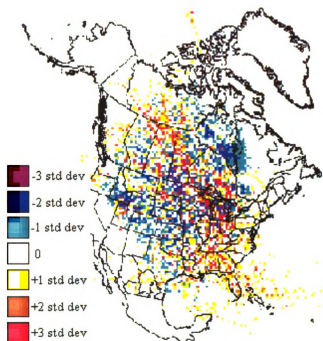 -3 std dev
-2 std dev
-1 std dev
0
+1 std dev
+2 std dev
+3 std dev